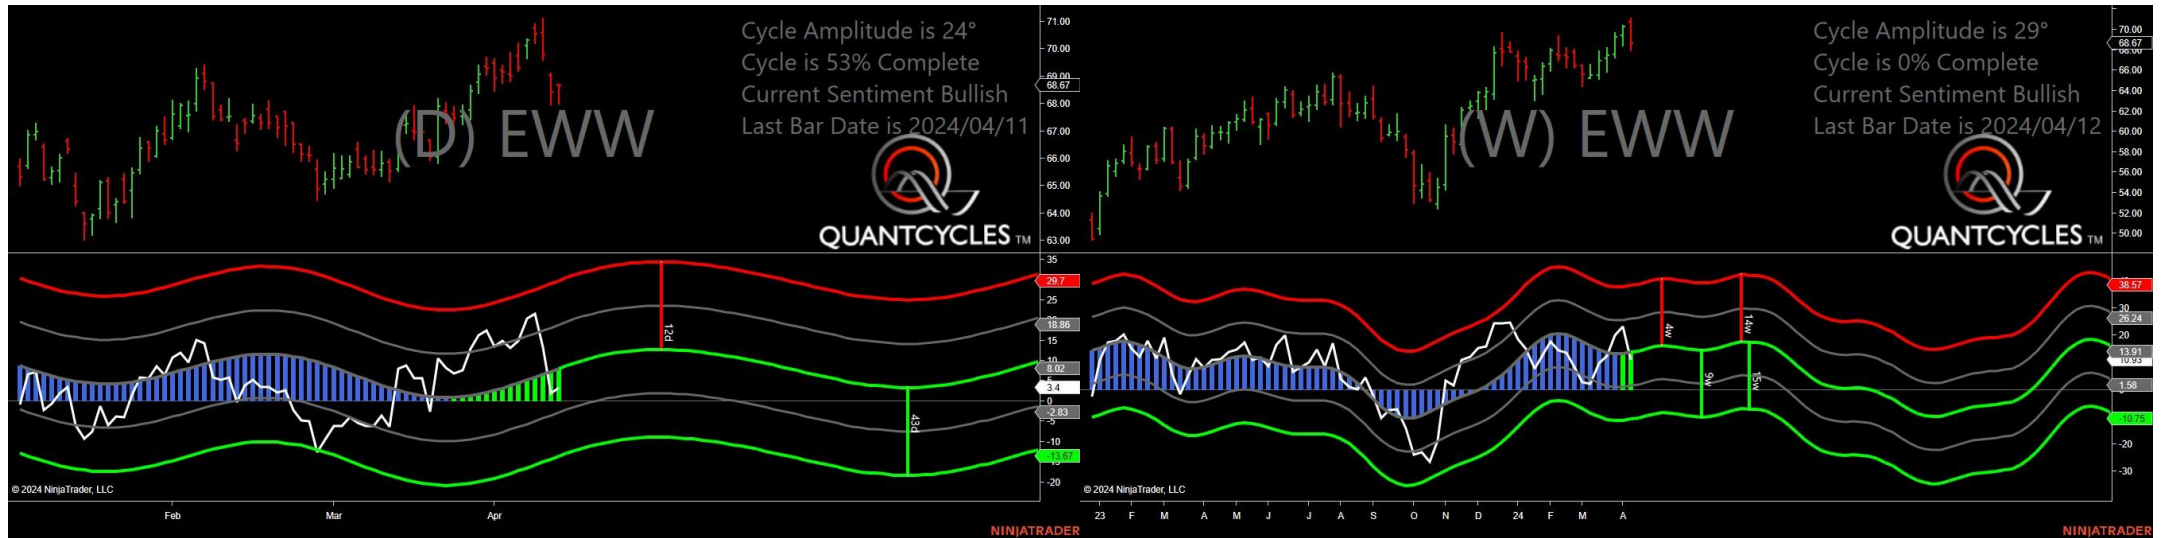 Cycle Amplitude is 24°
Cycle is 53% Complete
Current Sentiment Bullish
Last Bar Date is 2024/04/11
(D) EWW
QUANTCYCLES TM
71.00
70.00
69.00
68.67
68.00
67.00
66.00
65.00
64.00
63.00
35
29.7
25
18.86
15
10
8.02
5
3.4
0
-2.83
-5
-10
-13.67
-15
-20
12d
43d
© 2024 NinjaTrader, LLC
Feb
Mar
Apr
NINJATRADER
Cycle Amplitude is 29°
Cycle is 0% Complete
Current Sentiment Bullish
Last Bar Date is 2024/04/12
(W) EWW
QUANTCYCLES TM
70.00
68.67
68.00
66.00
64.00
62.00
60.00
58.00
56.00
54.00
52.00
50.00
38.57
30
26.24
20
13.91
10.93
1.58
-10.75
-20
-30
4w
14w
9w
15w
© 2024 NinjaTrader, LLC
23 F M A M J J A S O N D 24 F M A
NINJATRADER